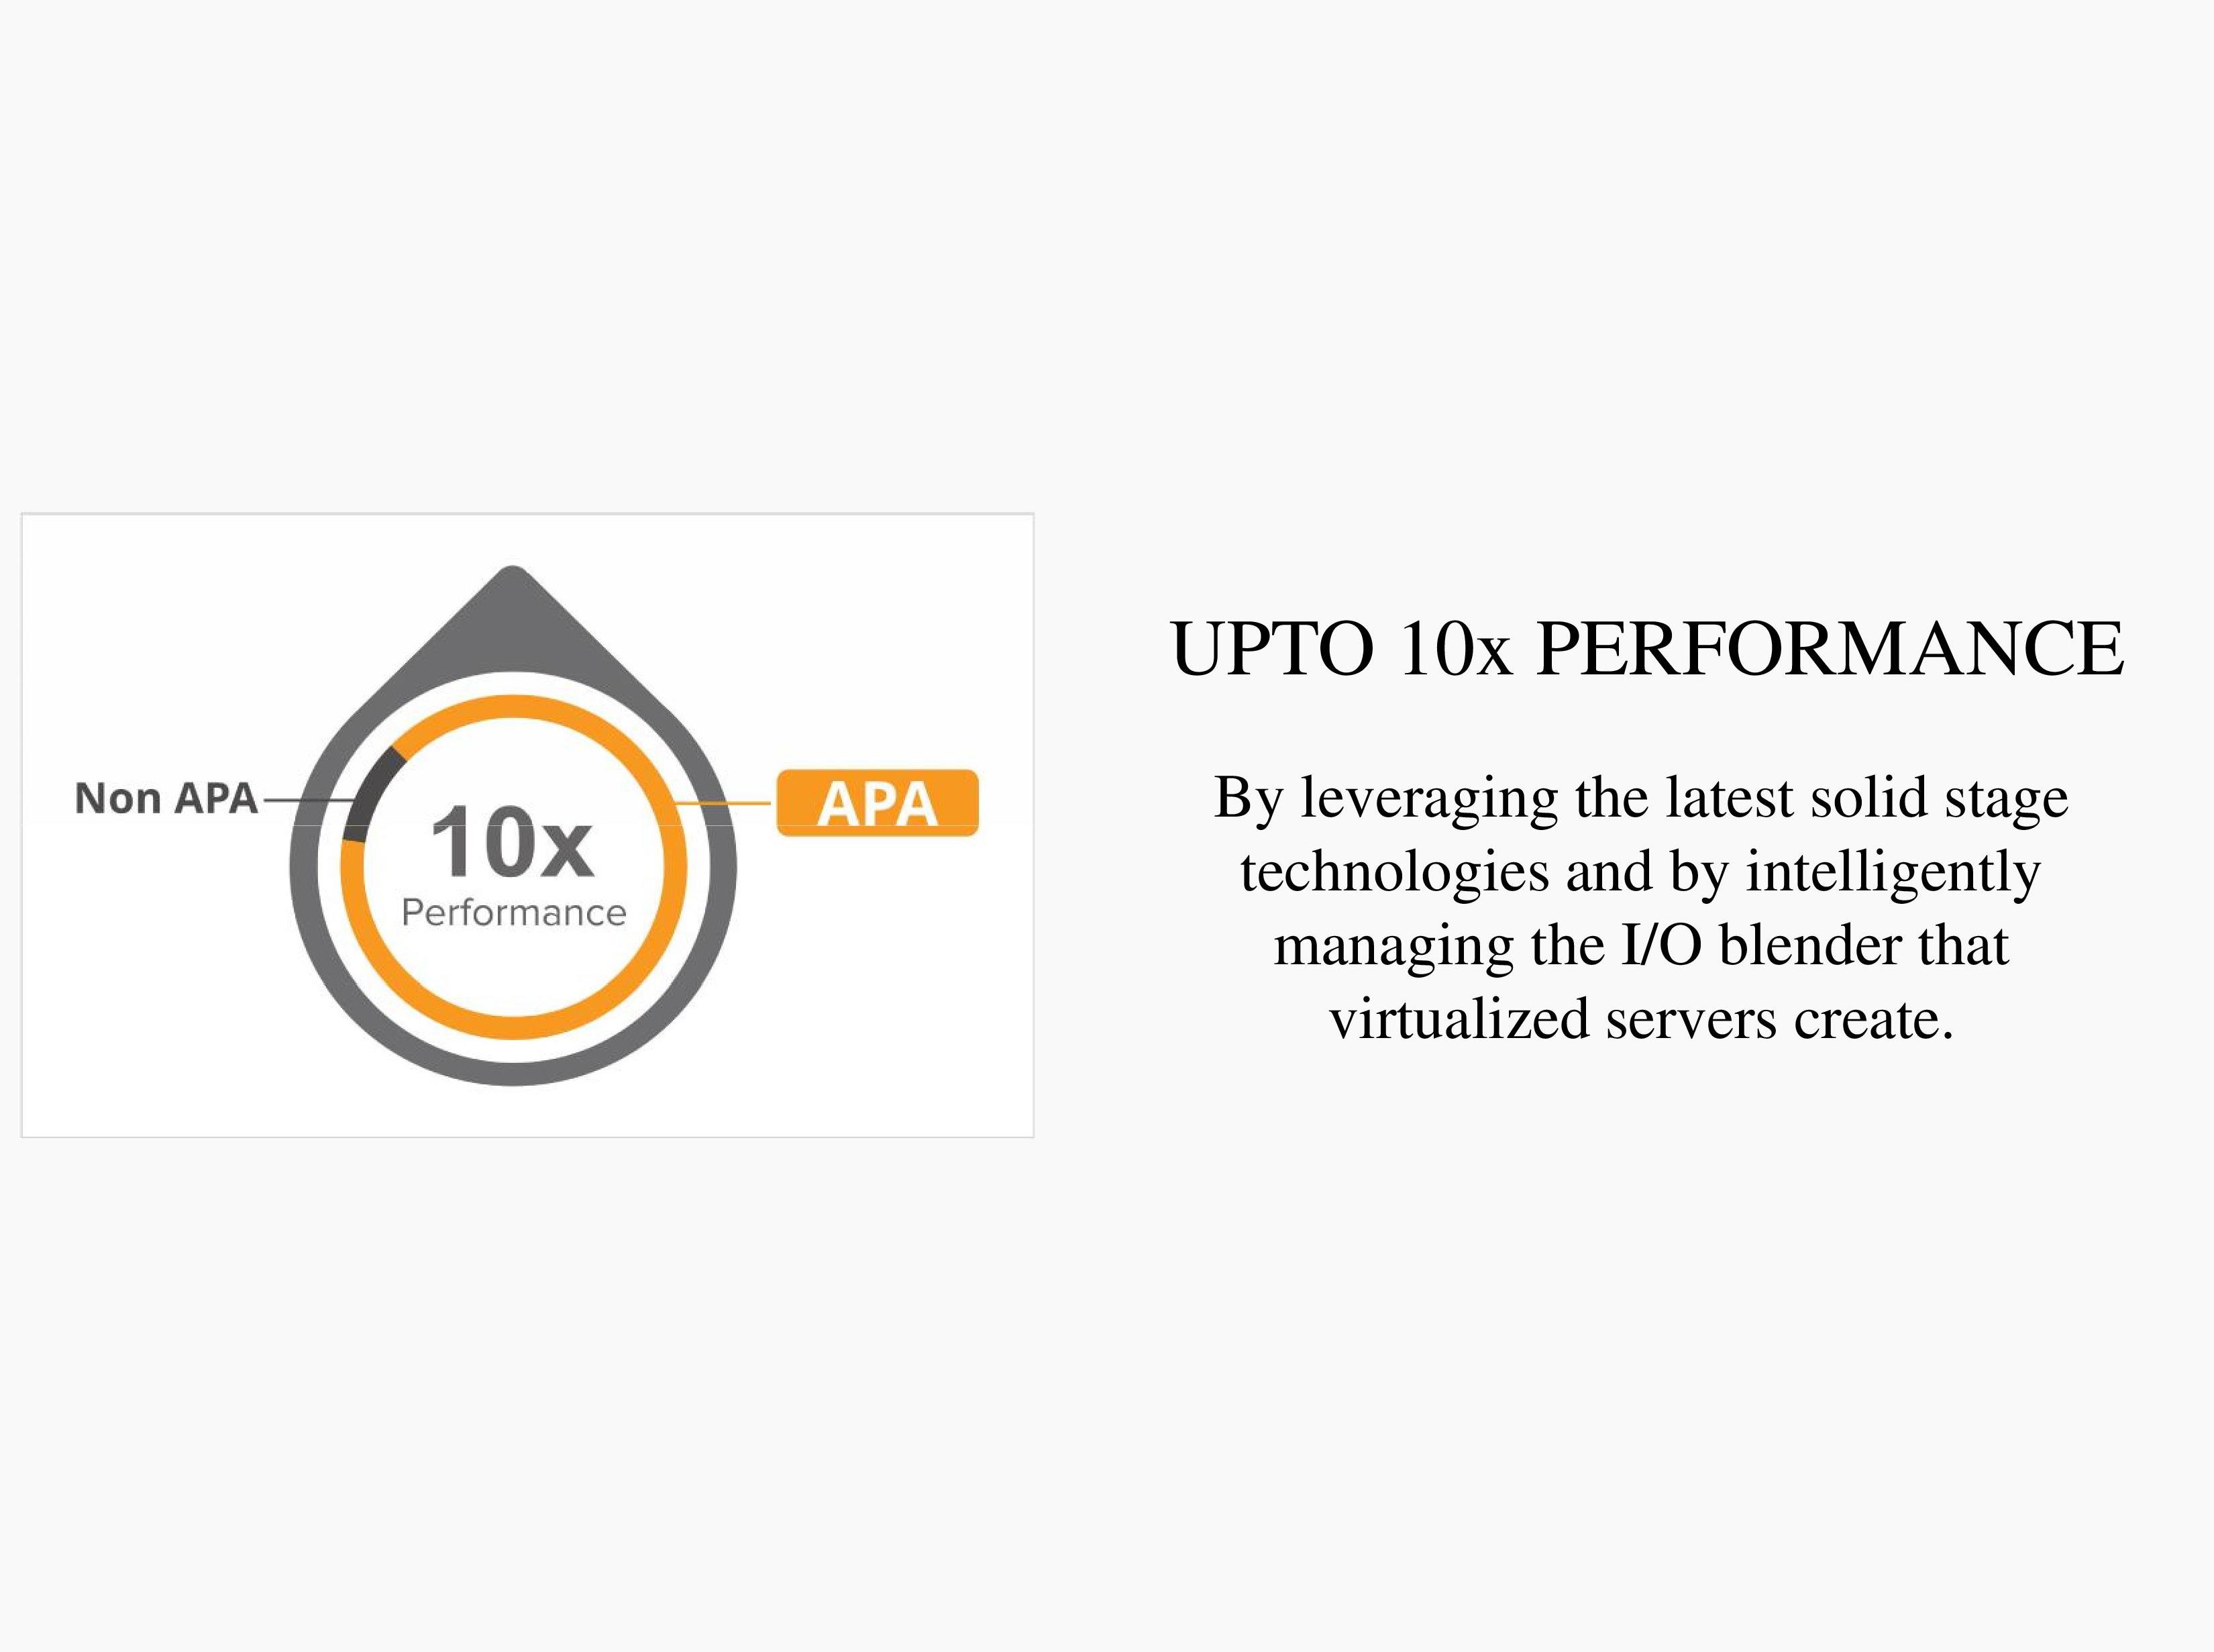 Non APA
10x
Performance
APA
UPTO 10x PERFORMANCE
By leveraging the latest solid stage
technologies and by intelligently
managing the I/O blender that
virtualized servers create.